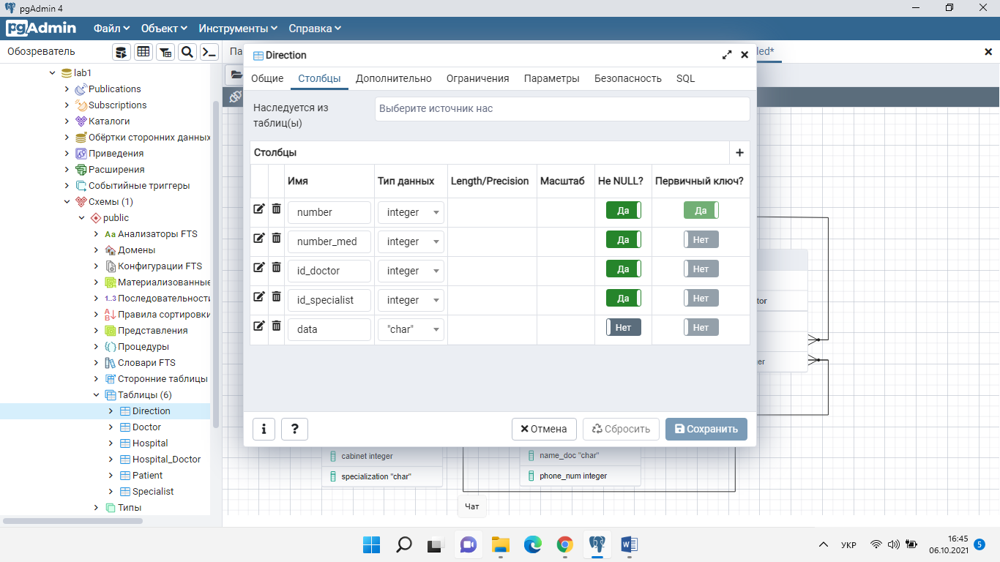 pgAdmin 4
pgAdmin Файл Объект Инструменты Справка
Обозреватель
lab1
Publications
Subscriptions
Каталоги
Обёртки сторонних данных
Приведения
Расширения
Событийные триггеры
Схемы (1)
public
Aa Анализаторы FTS
Домены
Конфигурации FTS
Материализованные
1..3 Последовательности
Правила сортировки
Представления
Процедуры
Словари FTS
Сторонние таблицы
Таблицы (6)
Direction
Doctor
Hospital
Hospital_Doctor
Patient
Specialist
Типы
Па
led*
Direction
Общие Столбцы Дополнительно Ограничения Параметры Безопасность SQL
Наследуется из таблиц(ы)
Выберите источник нас
Столбцы
Имя Тип данных Length/Precision Масштаб Не NULL? Первичный ключ?
number integer Да Да
number_med integer Да Нет
id_doctor integer Да Нет
id_specialist integer Да Нет
data "char" Нет Нет
i ? Отмена Сбросить Сохранить
tor
er
cabinet integer
specialization "char"
name_doc "char"
phone_num integer
Чат
УКР
16:45
06.10.2021
5